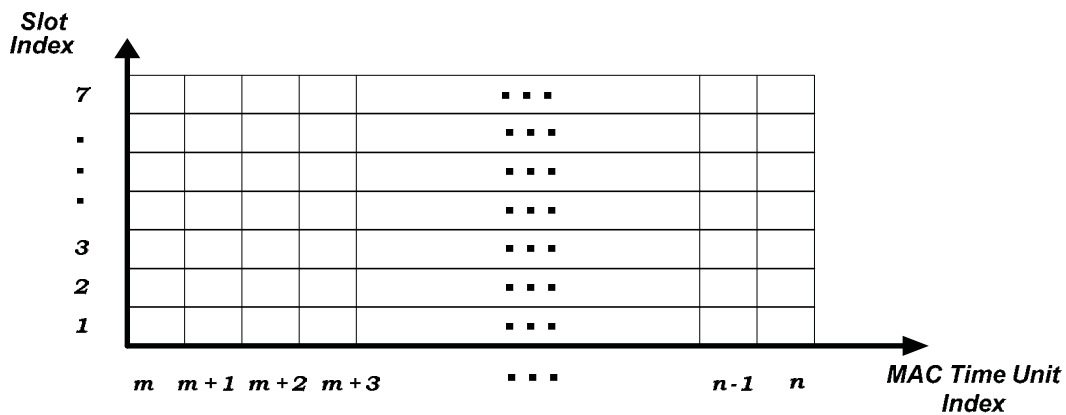 Slot
Index
7
.
.
.
3
2
1
. . .
. . .
. . .
. . .
. . .
. . .
. . .
m m+1 m+2 m+3 . . . n-1 n
MAC Time Unit
Index